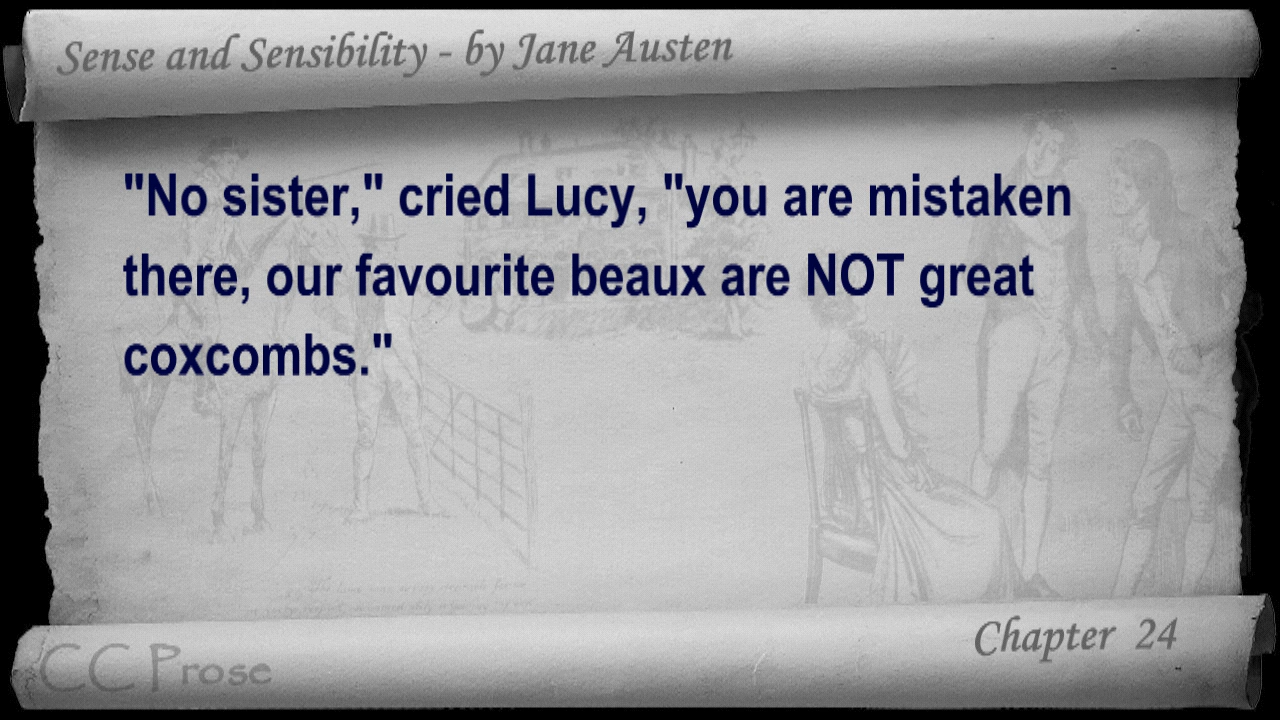 Sense and Sensibility - by Jane Austen
"No sister," cried Lucy, "you are mistaken
there, our favourite beaux are NOT great
coxcombs."
Chapter 24
CC Prose